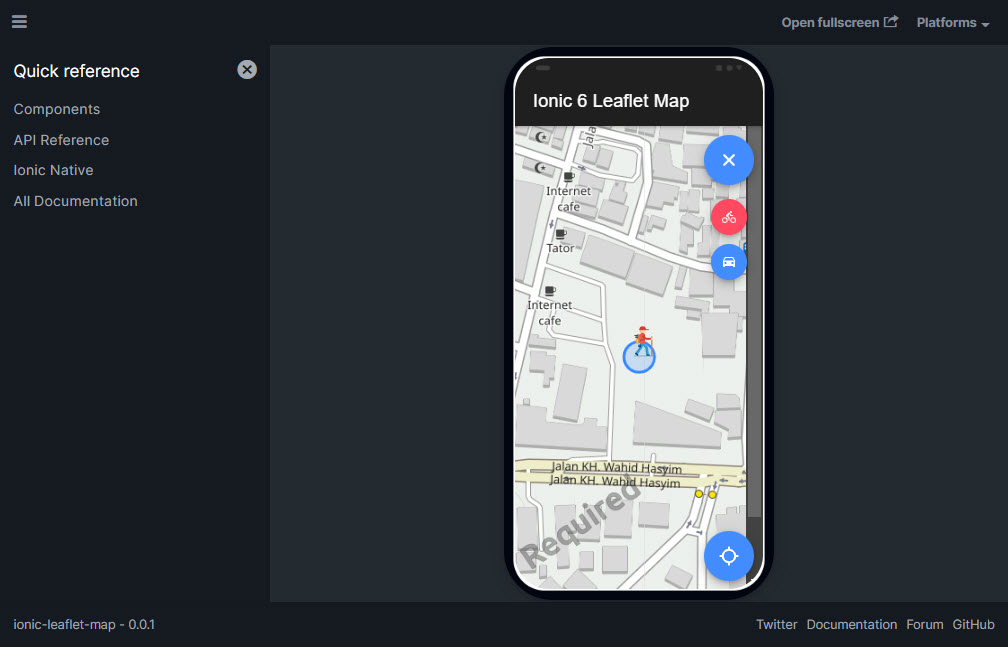 Open fullscreen
Platforms
Quick reference
Components
API Reference
Ionic Native
All Documentation
Ionic 6 Leaflet Map
Jala
Internet
cafe
Tator
Internet
cafe
Jalan KH. Wahid Hasyim
Jalan KH. Wahid Hasyim
Required
ionic-leaflet-map - 0.0.1
Twitter
Documentation
Forum
GitHub